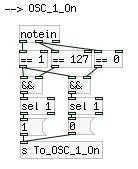 --> OSC_1_On
notein
== 1 == 127 == 0
&& &&
sel 1 sel 1
1 0
s To_OSC_1_On